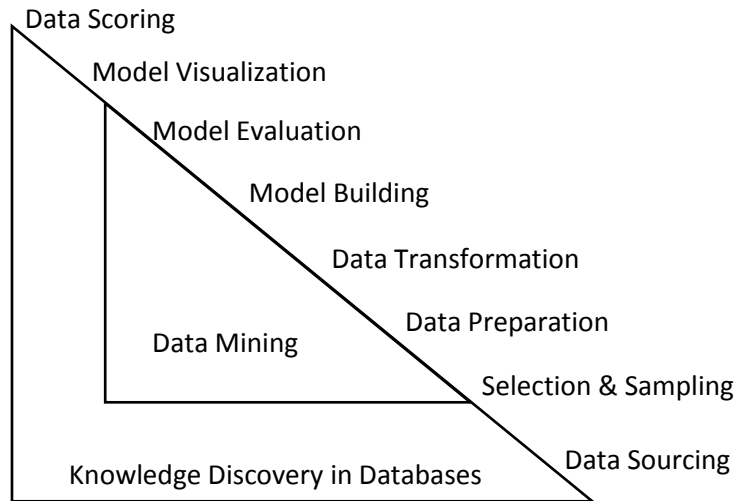 Data Scoring
Model Visualization
Model Evaluation
Model Building
Data Transformation
Data Preparation
Data Mining
Selection & Sampling
Data Sourcing
Knowledge Discovery in Databases